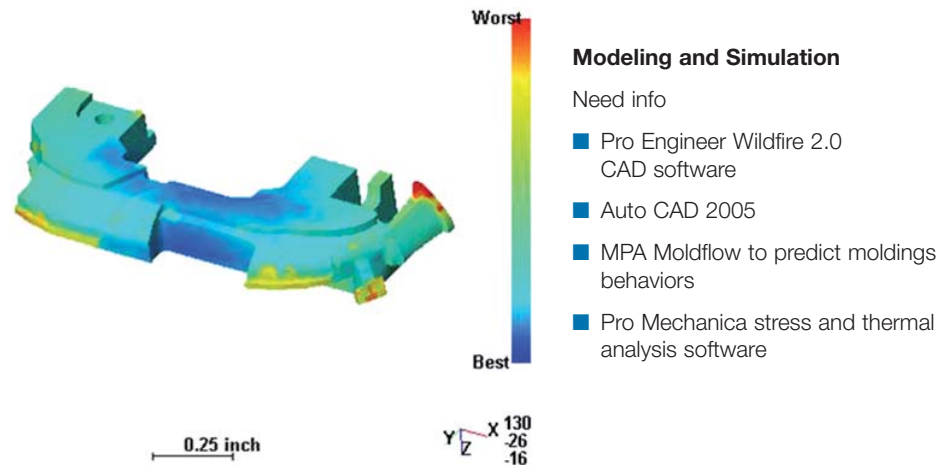 Worst
Best
0.25 inch
Y
Z
X
130
-26
-16
Modeling and Simulation
Need info
Pro Engineer Wildfire 2.0
CAD software
Auto CAD 2005
MPA Moldflow to predict moldings
behaviors
Pro Mechanica stress and thermal
analysis software